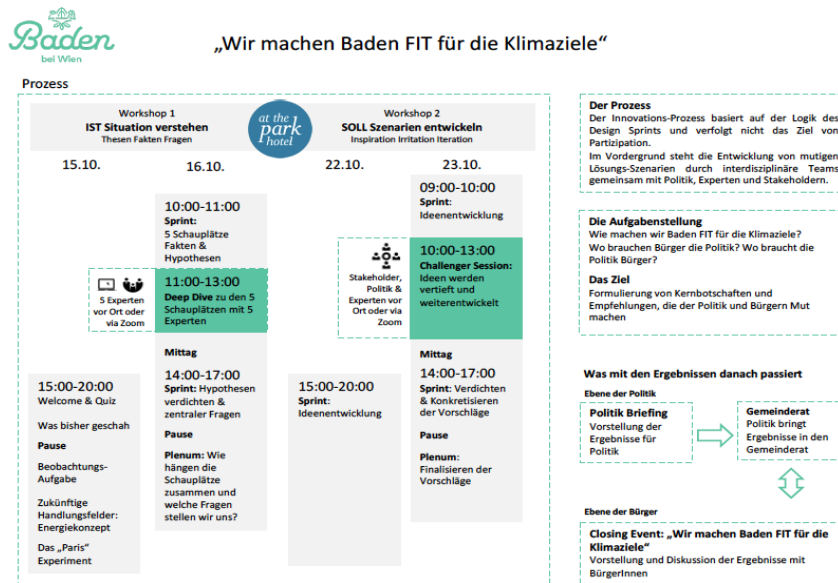 Baden
bei Wien
„Wir machen Baden FIT für die Klimaziele“
Prozess
Workshop 1
IST Situation verstehen
Thesen Fakten Fragen
at the
park
hotel
Workshop 2
SOLL Szenarien entwickeln
Inspiration Irritation Iteration
15.10.
16.10.
22.10.
23.10.
15:00-20:00
Welcome & Quiz
Was bisher geschah
Pause
Beobachtungs-
Aufgabe
Zukünftige
Handlungsfelder:
Energiekonzept
Das „Paris“
Experiment
10:00-11:00
Sprint:
5 Schauplätze
Fakten &
Hypothesen
5 Experten
vor Ort oder
via Zoom
11:00-13:00
Deep Dive zu den 5
Schauplätzen mit 5
Experten
Mittag
14:00-17:00
Sprint: Hypothesen
verdichten &
zentraler Fragen
Pause
Plenum: Wie
hängen die
Schauplätze
zusammen und
welche Fragen
stellen wir uns?
15:00-20:00
Sprint:
Ideenentwicklung
09:00-10:00
Sprint:
Ideenentwicklung
Stakeholder,
Politik &
Experten vor
Ort oder via
Zoom
10:00-13:00
Challenger Session:
Ideen werden
vertieft und
weiterentwickelt
Mittag
14:00-17:00
Sprint: Verdichten
& Konkretisieren
der Vorschläge
Pause
Plenum:
Finalisieren der
Vorschläge
Der Prozess
Der Innovations-Prozess basiert auf der Logik des
Design Sprints und verfolgt nicht das Ziel von
Partizipation.
Im Vordergrund steht die Entwicklung von mutigen
Lösungs-Szenarien durch interdisziplinäre Teams
gemeinsam mit Politik, Experten und Stakeholdern.
Die Aufgabenstellung
Wie machen wir Baden FIT für die Klimaziele?
Wo brauchen Bürger die Politik? Wo braucht die
Politik Bürger?
Das Ziel
Formulierung von Kernbotschaften und
Empfehlungen, die der Politik und Bürgern Mut
machen
Was mit den Ergebnissen danach passiert
Ebene der Politik
Politik Briefing
Vorstellung der
Ergebnisse für
Politik
Gemeinderat
Politik bringt
Ergebnisse in den
Gemeinderat
Ebene der Bürger
Closing Event: „Wir machen Baden FIT für die
Klimaziele“
Vorstellung und Diskussion der Ergebnisse mit
BürgerInnen